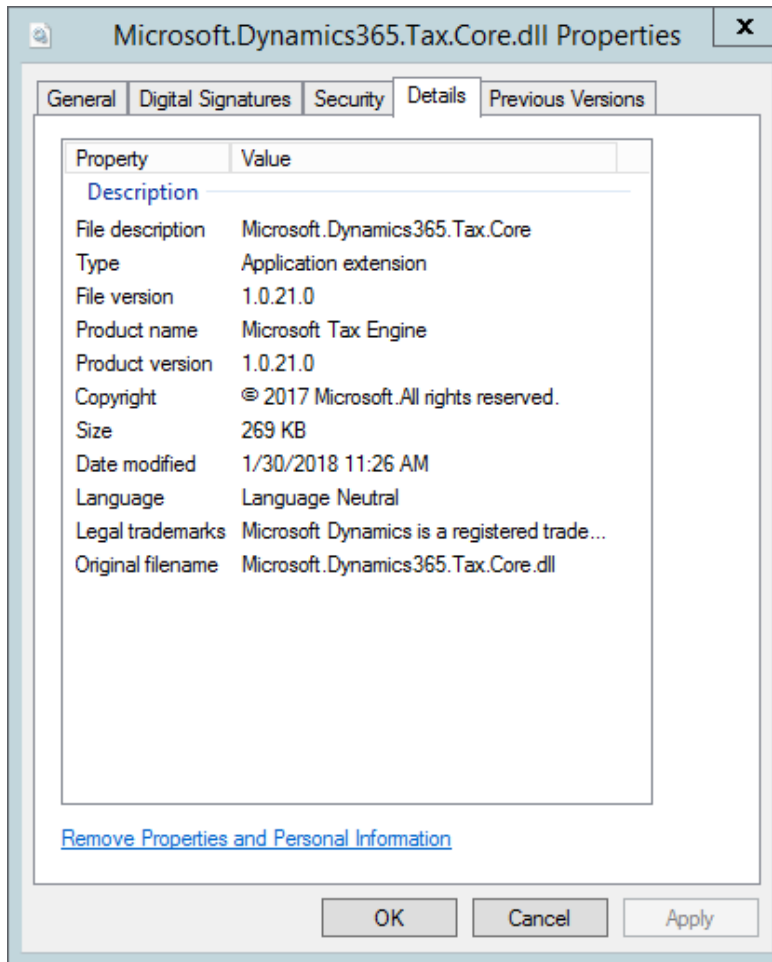 Microsoft.Dynamics365.Tax.Core.dll Properties
x
General Digital Signatures Security Details Previous Versions
Property Value
Description
File description Microsoft.Dynamics365.Tax.Core
Type Application extension
File version 1.0.21.0
Product name Microsoft Tax Engine
Product version 1.0.21.0
Copyright © 2017 Microsoft.All rights reserved.
Size 269 KB
Date modified 1/30/2018 11:26 AM
Language Language Neutral
Legal trademarks Microsoft Dynamics is a registered trade...
Original filename Microsoft.Dynamics365.Tax.Core.dll
Remove Properties and Personal Information
OK Cancel Apply